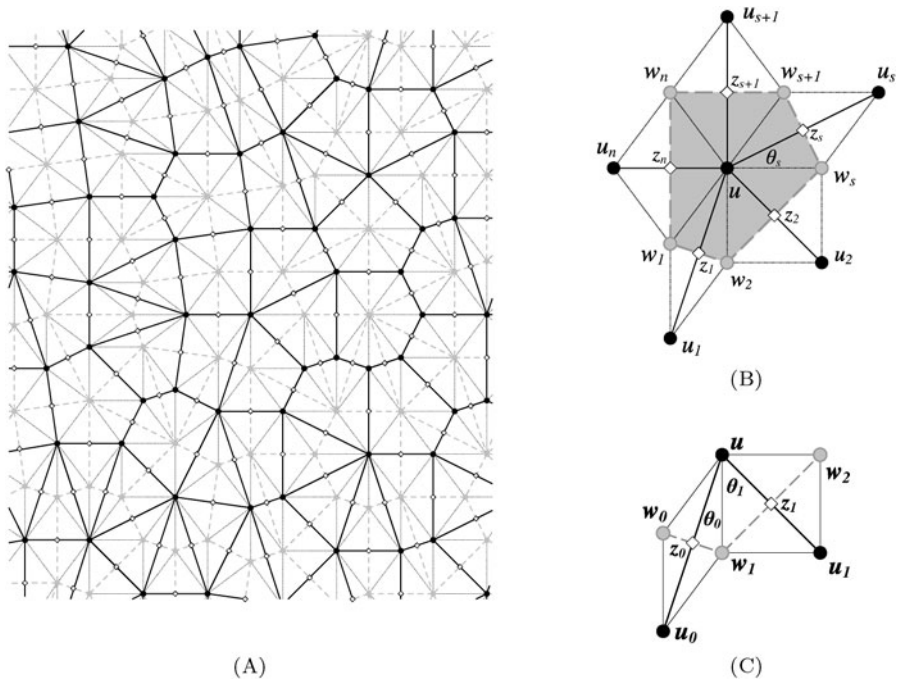 u_{s+1}
w_n
z_{s+1}
w_{s+1}
u_s
z_s
u_n
z_n
θ_s
u
w_s
z_2
w_1
z_1
w_2
u_2
u_1
(B)
u
w_2
θ_1
w_0
θ_0
z_1
z_0
w_1
u_1
u_0
(A)
(C)